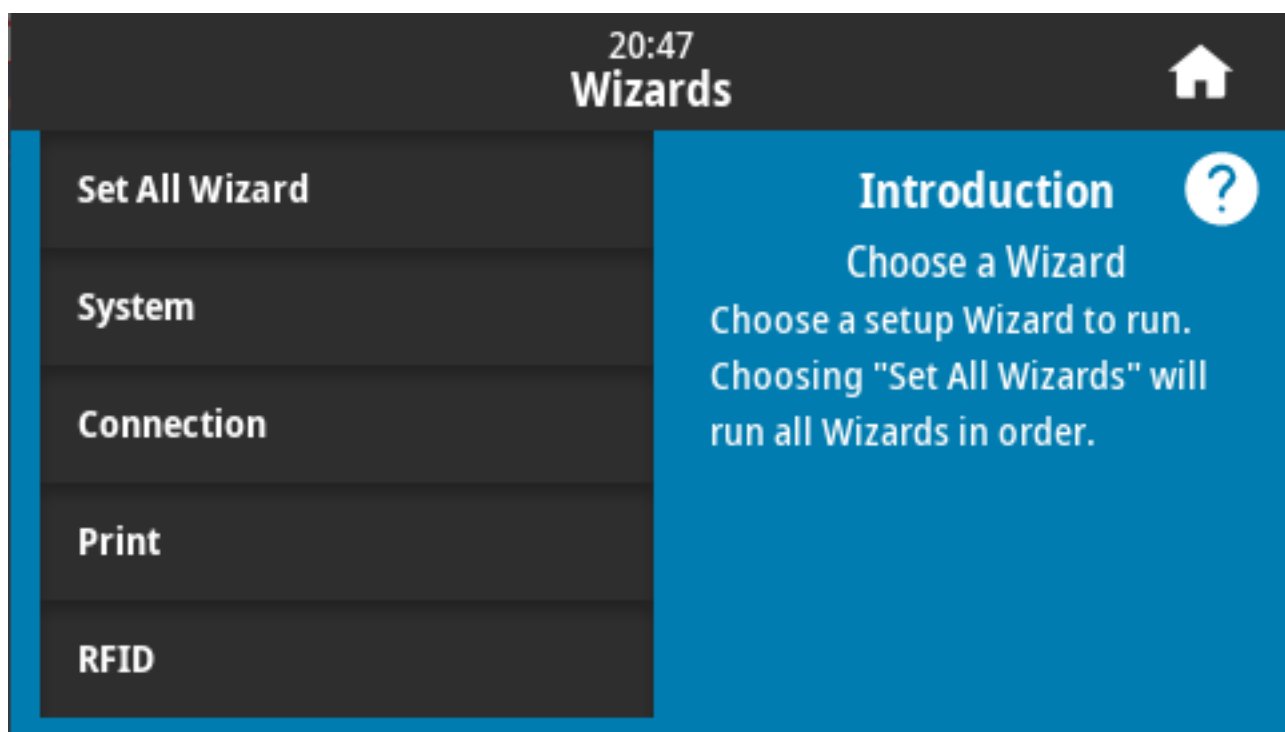 20:47
Wizards
Set All Wizard
System
Connection
Print
RFID
Introduction
?
Choose a Wizard
Choose a setup Wizard to run.
Choosing "Set All Wizards" will
run all Wizards in order.